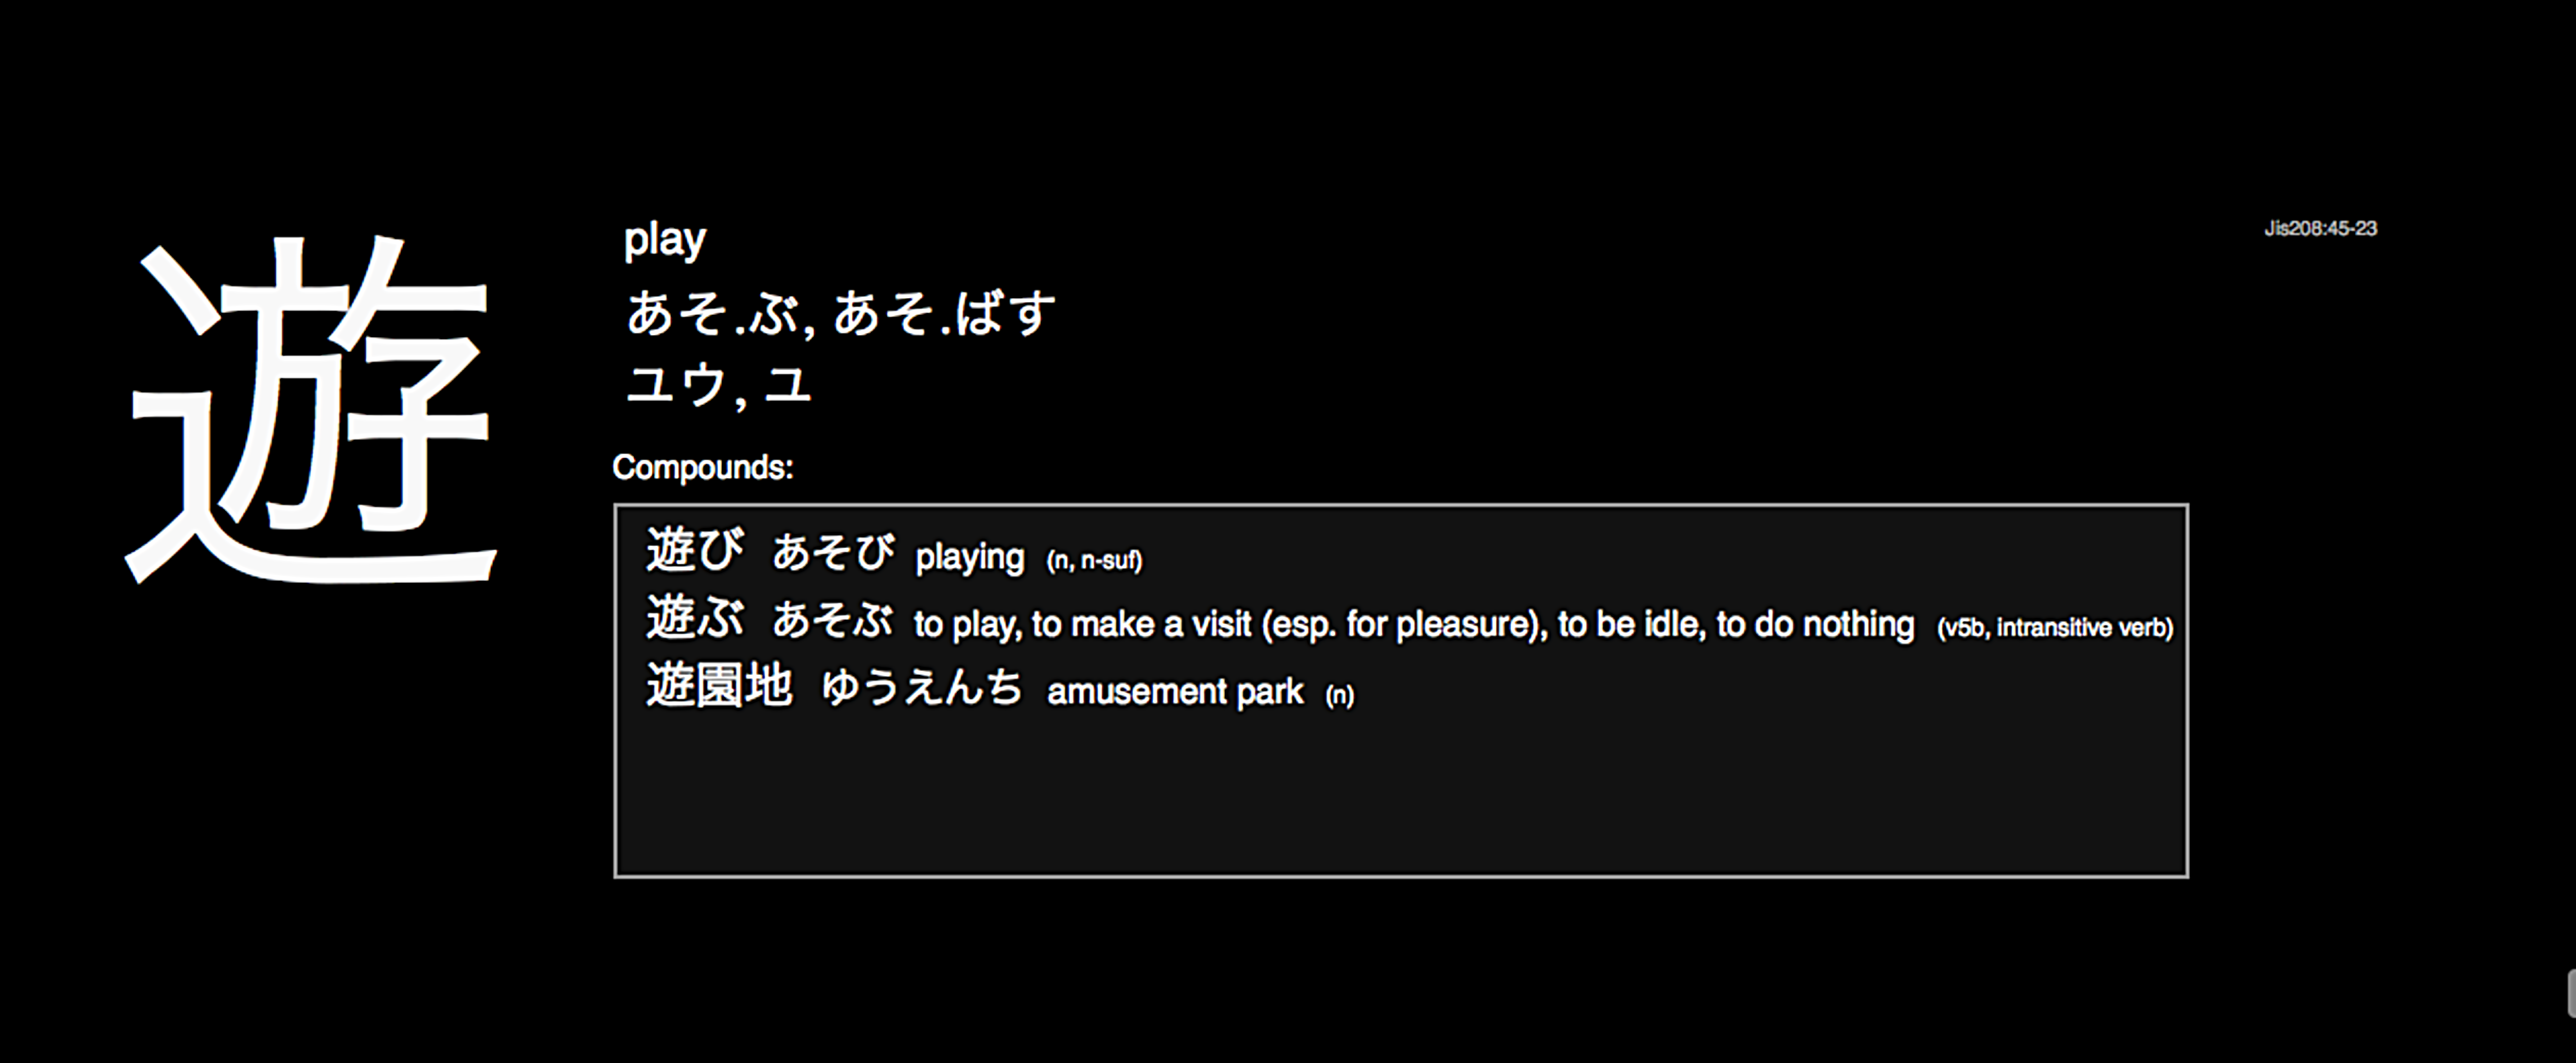 遊
play
Jis208:45-23
あそ.ぶ, あそ.ばす
ユウ, ユ
Compounds:
遊び あそび playing (n, n-suf)
遊ぶ あそぶ to play, to make a visit (esp. for pleasure), to be idle, to do nothing (v5b, intransitive verb)
遊園地 ゆうえんち amusement park (n)